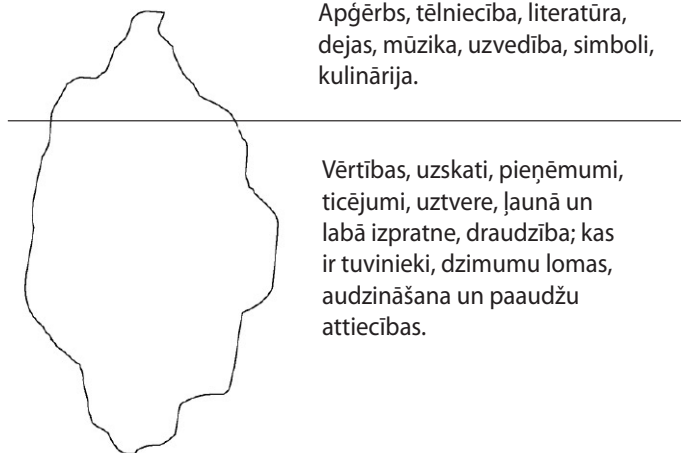 Apģērbs, tēlniecība, literatūra,
dejas, mūzika, uzvedība, simboli,
kulinārija.
Vērtības, uzskati, pieņēmumi,
ticējumi, uztvere, ļaunā un
labā izpratne, draudzība; kas
ir tuvinieki, dzimumu lomas,
audzināšana un paaudžu
attiecības.